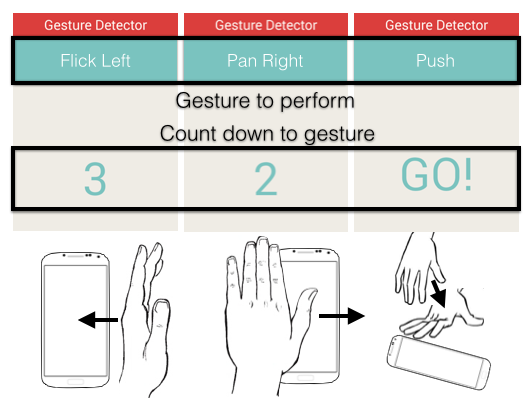 Gesture Detector Gesture Detector Gesture Detector
Flick Left Pan Right Push
Gesture to perform
Count down to gesture
3 2 GO!